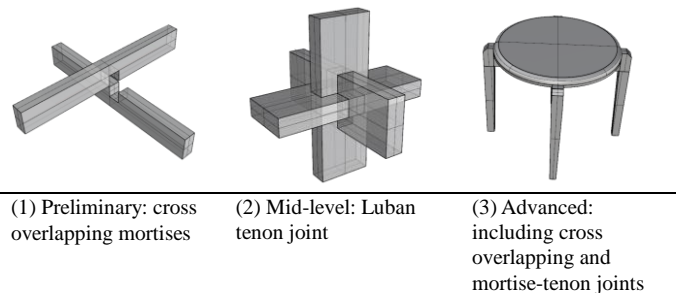 (1) Preliminary: cross
overlapping mortises
(2) Mid-level: Luban
tenon joint
(3) Advanced:
including cross
overlapping and
mortise-tenon joints